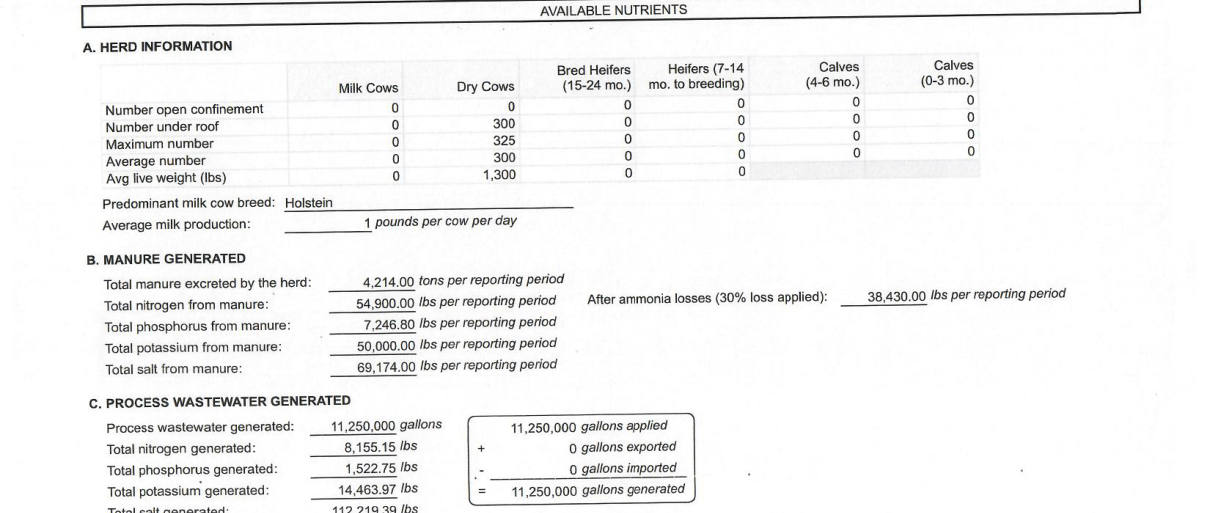 AVAILABLE NUTRIENTS
A. HERD INFORMATION
Milk Cows Dry Cows Bred Heifers (15-24 mo.) Heifers (7-14 mo. to breeding) Calves (4-6 mo.) Calves (0-3 mo.)
Number open confinement 0 0 0 0 0 0
Number under roof 0 300 0 0 0 0
Maximum number 0 325 0 0 0 0
Average number 0 300 0 0 0 0
Avg live weight (lbs) 0 1,300 0 0
Predominant milk cow breed: Holstein
Average milk production: 1 pounds per cow per day
B. MANURE GENERATED
Total manure excreted by the herd: 4,214.00 tons per reporting period
Total nitrogen from manure: 54,900.00 lbs per reporting period After ammonia losses (30% loss applied): 38,430.00 lbs per reporting period
Total phosphorus from manure: 7,246.80 lbs per reporting period
Total potassium from manure: 50,000.00 lbs per reporting period
Total salt from manure: 69,174.00 lbs per reporting period
C. PROCESS WASTEWATER GENERATED
Process wastewater generated: 11,250,000 gallons 11,250,000 gallons applied
Total nitrogen generated: 8,155.15 lbs + 0 gallons exported
Total phosphorus generated: 1,522.75 lbs - 0 gallons imported
Total potassium generated: 14,463.97 lbs = 11,250,000 gallons generated
Total salt generated: 112,219.39 lbs